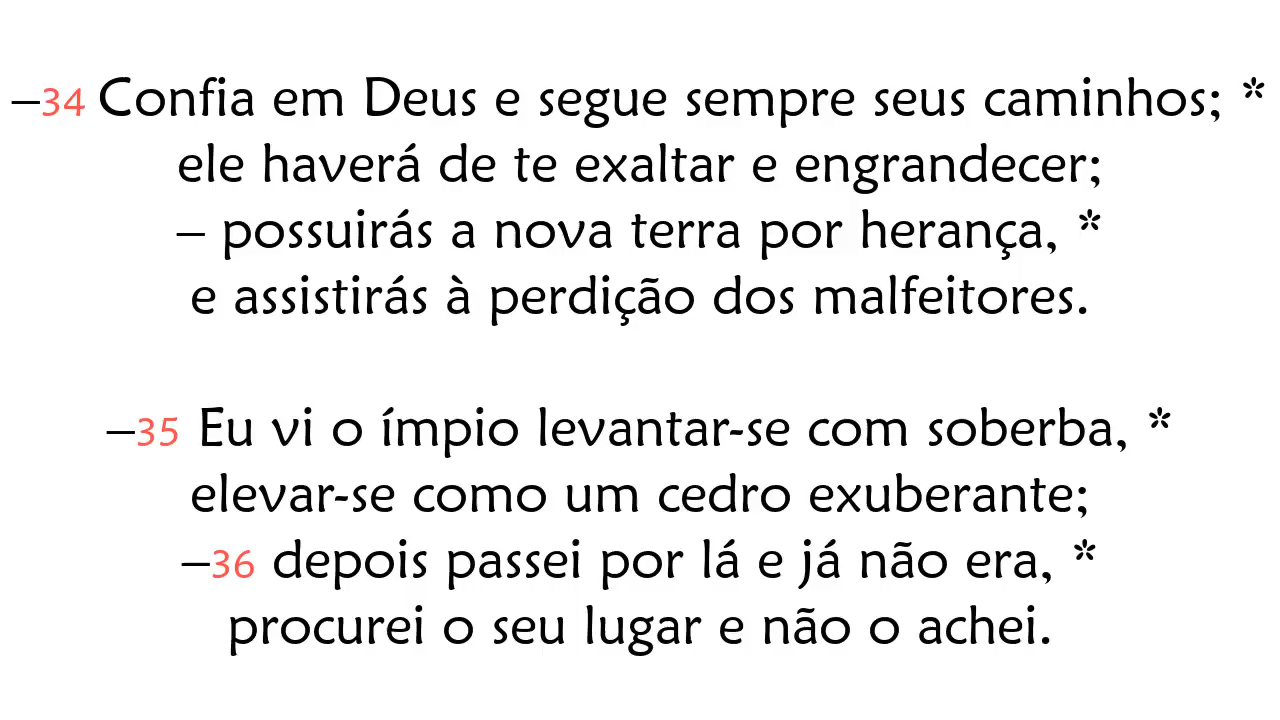 –34 Confia em Deus e segue sempre seus caminhos; *
ele haverá de te exaltar e engrandecer;
– possuirás a nova terra por herança, *
e assistirás à perdição dos malfeitores.
–35 Eu vi o ímpio levantar-se com soberba, *
elevar-se como um cedro exuberante;
–36 depois passei por lá e já não era, *
procurei o seu lugar e não o achei.